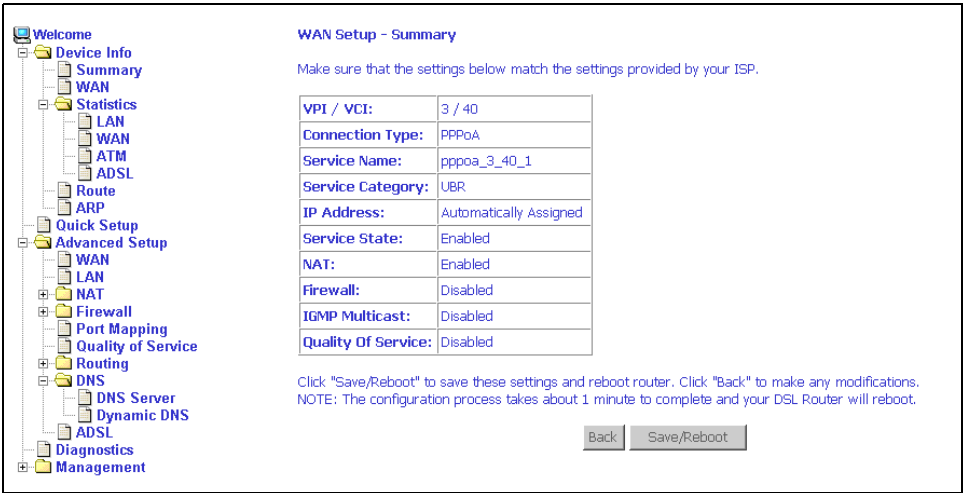 Welcome
Device Info
Summary
WAN
Statistics
LAN
WAN
ATM
ADSL
Route
ARP
Quick Setup
Advanced Setup
WAN
LAN
NAT
Firewall
Port Mapping
Quality of Service
Routing
DNS
DNS Server
Dynamic DNS
ADSL
Diagnostics
Management
WAN Setup - Summary
Make sure that the settings below match the settings provided by your ISP.
VPI / VCI: 3 / 40
Connection Type: PPPoA
Service Name: pppoa_3_40_1
Service Category: UBR
IP Address: Automatically Assigned
Service State: Enabled
NAT: Enabled
Firewall: Disabled
IGMP Multicast: Disabled
Quality Of Service: Disabled
Click "Save/Reboot" to save these settings and reboot router. Click "Back" to make any modifications.
NOTE: The configuration process takes about 1 minute to complete and your DSL Router will reboot.
Back Save/Reboot